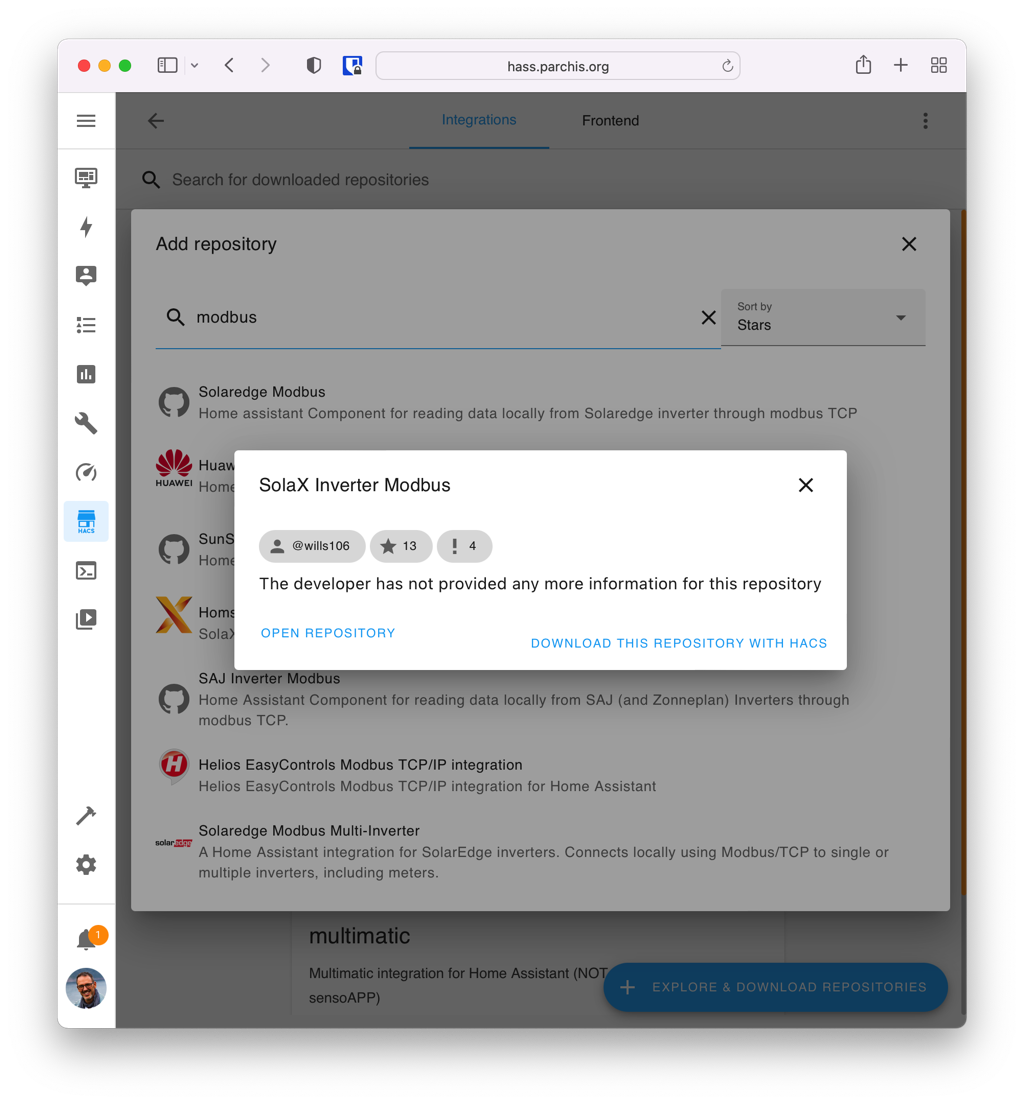 hass.parchis.org
Integrations
Frontend
Search for downloaded repositories
Add repository
modbus
Sort by
Stars
Solaredge Modbus
Home assistant Component for reading data locally from Solaredge inverter through modbus TCP
HUAWEI
Huaw
Home
SolaX Inverter Modbus
@wills106
13
4
The developer has not provided any more information for this repository
OPEN REPOSITORY
DOWNLOAD THIS REPOSITORY WITH HACS
HACS
SunS
Home
Homs
SolaX
SAJ Inverter Modbus
Home Assistant Component for reading data locally from SAJ (and Zonneplan) Inverters through
modbus TCP.
H
Helios EasyControls Modbus TCP/IP integration
Helios EasyControls Modbus TCP/IP integration for Home Assistant
solaredge
Solaredge Modbus Multi-Inverter
A Home Assistant integration for SolarEdge inverters. Connects locally using Modbus/TCP to single or
multiple inverters, including meters.
1
multimatic
Multimatic integration for Home Assistant (NOT
sensoAPP)
EXPLORE & DOWNLOAD REPOSITORIES